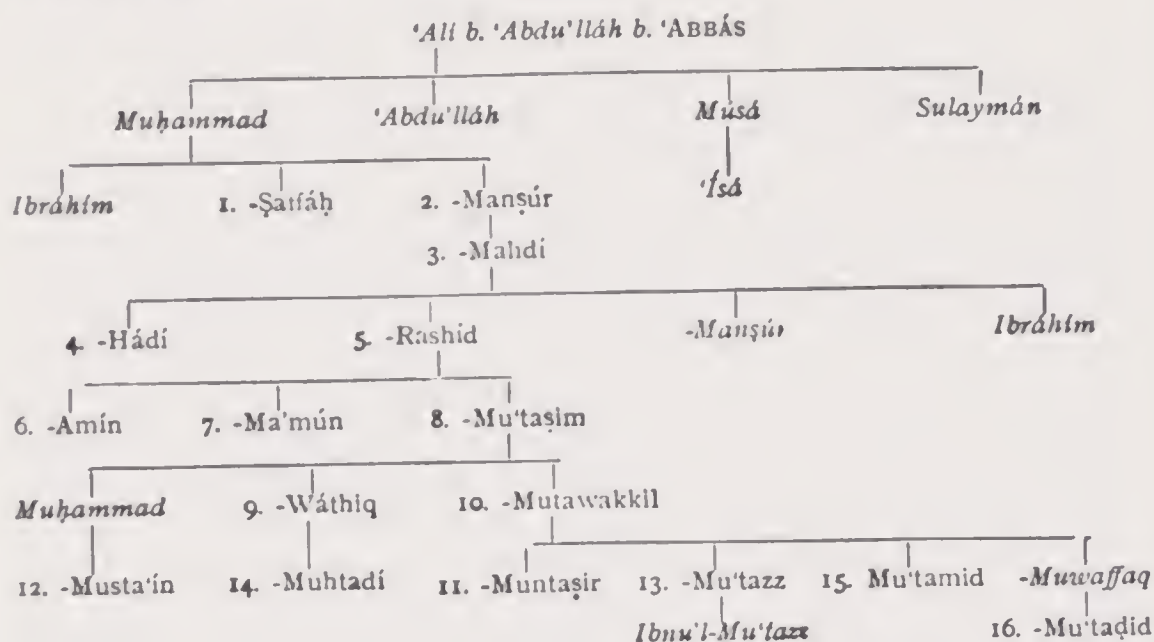 ‘Alí b. ‘Abdu’lláh b. ‘ABBÁS
Muḥammad ‘Abdu’lláh Músá Sulaymán
Ibráhím 1. -Ṣaffáḥ 2. -Manṣúr ‘Ísá
3. -Mahdí
4. -Hádí 5. -Rashíd -Manṣúr Ibráhím
6. -Amín 7. -Ma’mún 8. -Mu‘taṣim
Muḥammad 9. -Wáthiq 10. -Mutawakkil
12. -Musta‘ín 14. -Muhtadí 11. -Muntaṣir 13. -Mu‘tazz 15. Mu‘tamid -Muwaffaq
Ibnu’l-Mu‘tazz 16. -Mu‘taḍid